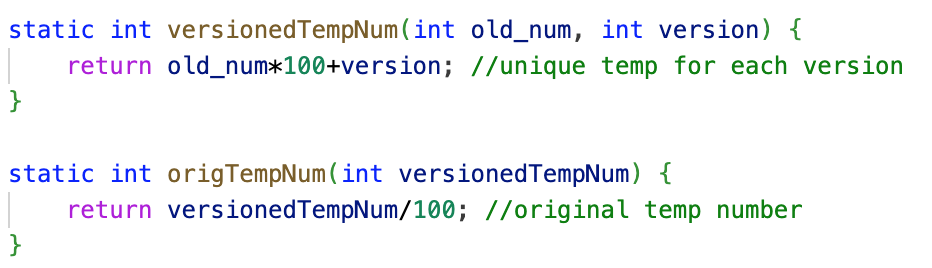 static int versionedTempNum(int old_num, int version) {
    return old_num*100+version; //unique temp for each version
}

static int origTempNum(int versionedTempNum) {
    return versionedTempNum/100; //original temp number
}